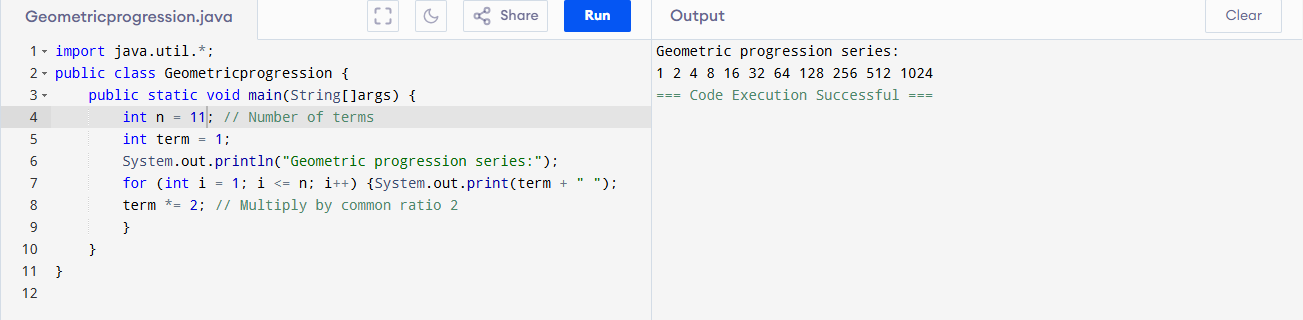 Geometricprogression.java Share Run Output Clear
1 import java.util.*;
2 public class Geometricprogression {
3 public static void main(String[]args) {
4 int n = 11; // Number of terms
5 int term = 1;
6 System.out.println("Geometric progression series:");
7 for (int i = 1; i <= n; i++) {System.out.print(term + " ");
8 term *= 2; // Multiply by common ratio 2
9 }
10 }
11 }
12
Geometric progression series:
1 2 4 8 16 32 64 128 256 512 1024
=== Code Execution Successful ===